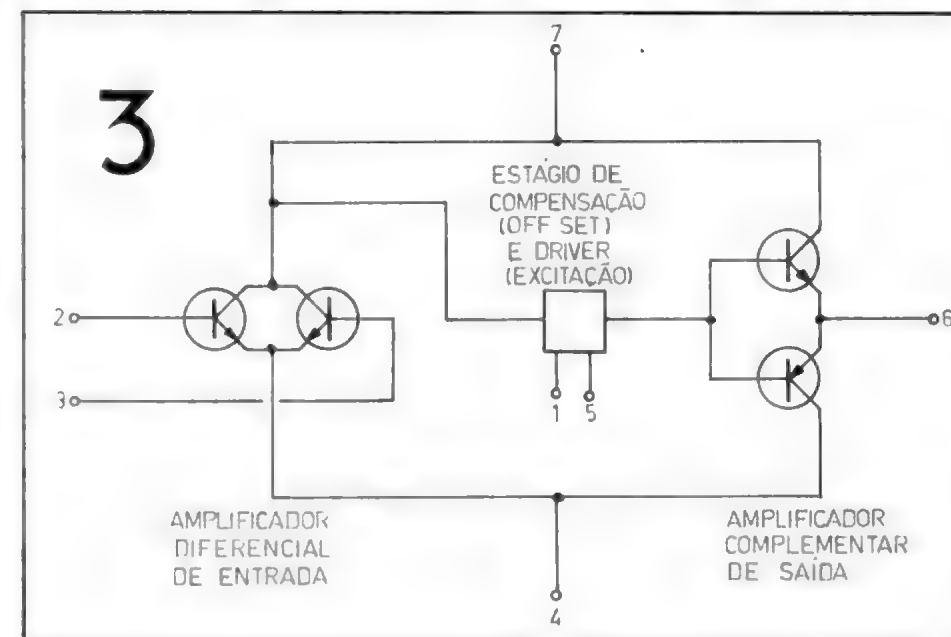 3
7
ESTÁGIO DE
COMPENSAÇÃO
(OFF SET)
E DRIVER
(EXCITAÇÃO)
2
6
3
1 5
AMPLIFICADOR
DIFERENCIAL
DE ENTRADA
AMPLIFICADOR
COMPLEMENTAR
DE SAÍDA
4